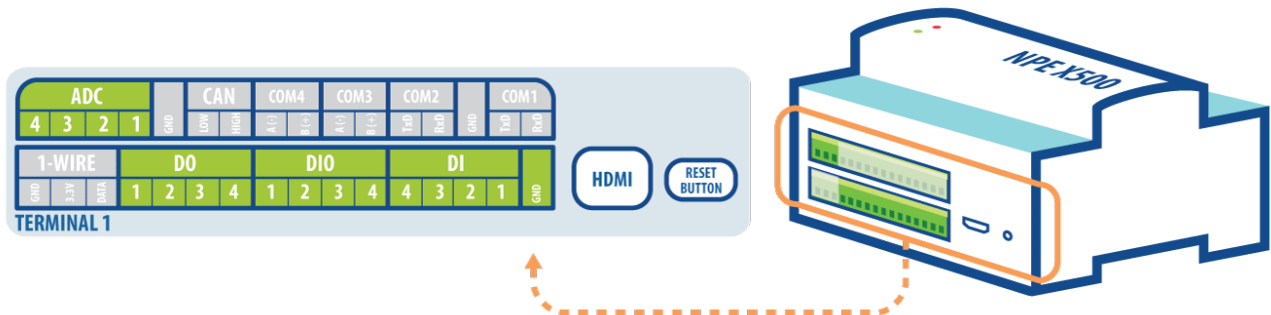 ADC CAN COM4 COM3 COM2 COM1
4 3 2 1 GND LOW HIGH A (-) B (+) A (-) B (+) TxD RxD GND TxD RxD
1-WIRE DO DIO DI
GND 3.3V DATA 1 2 3 4 1 2 3 4 4 3 2 1 GND
TERMINAL 1
HDMI
RESET
BUTTON
NPE X500